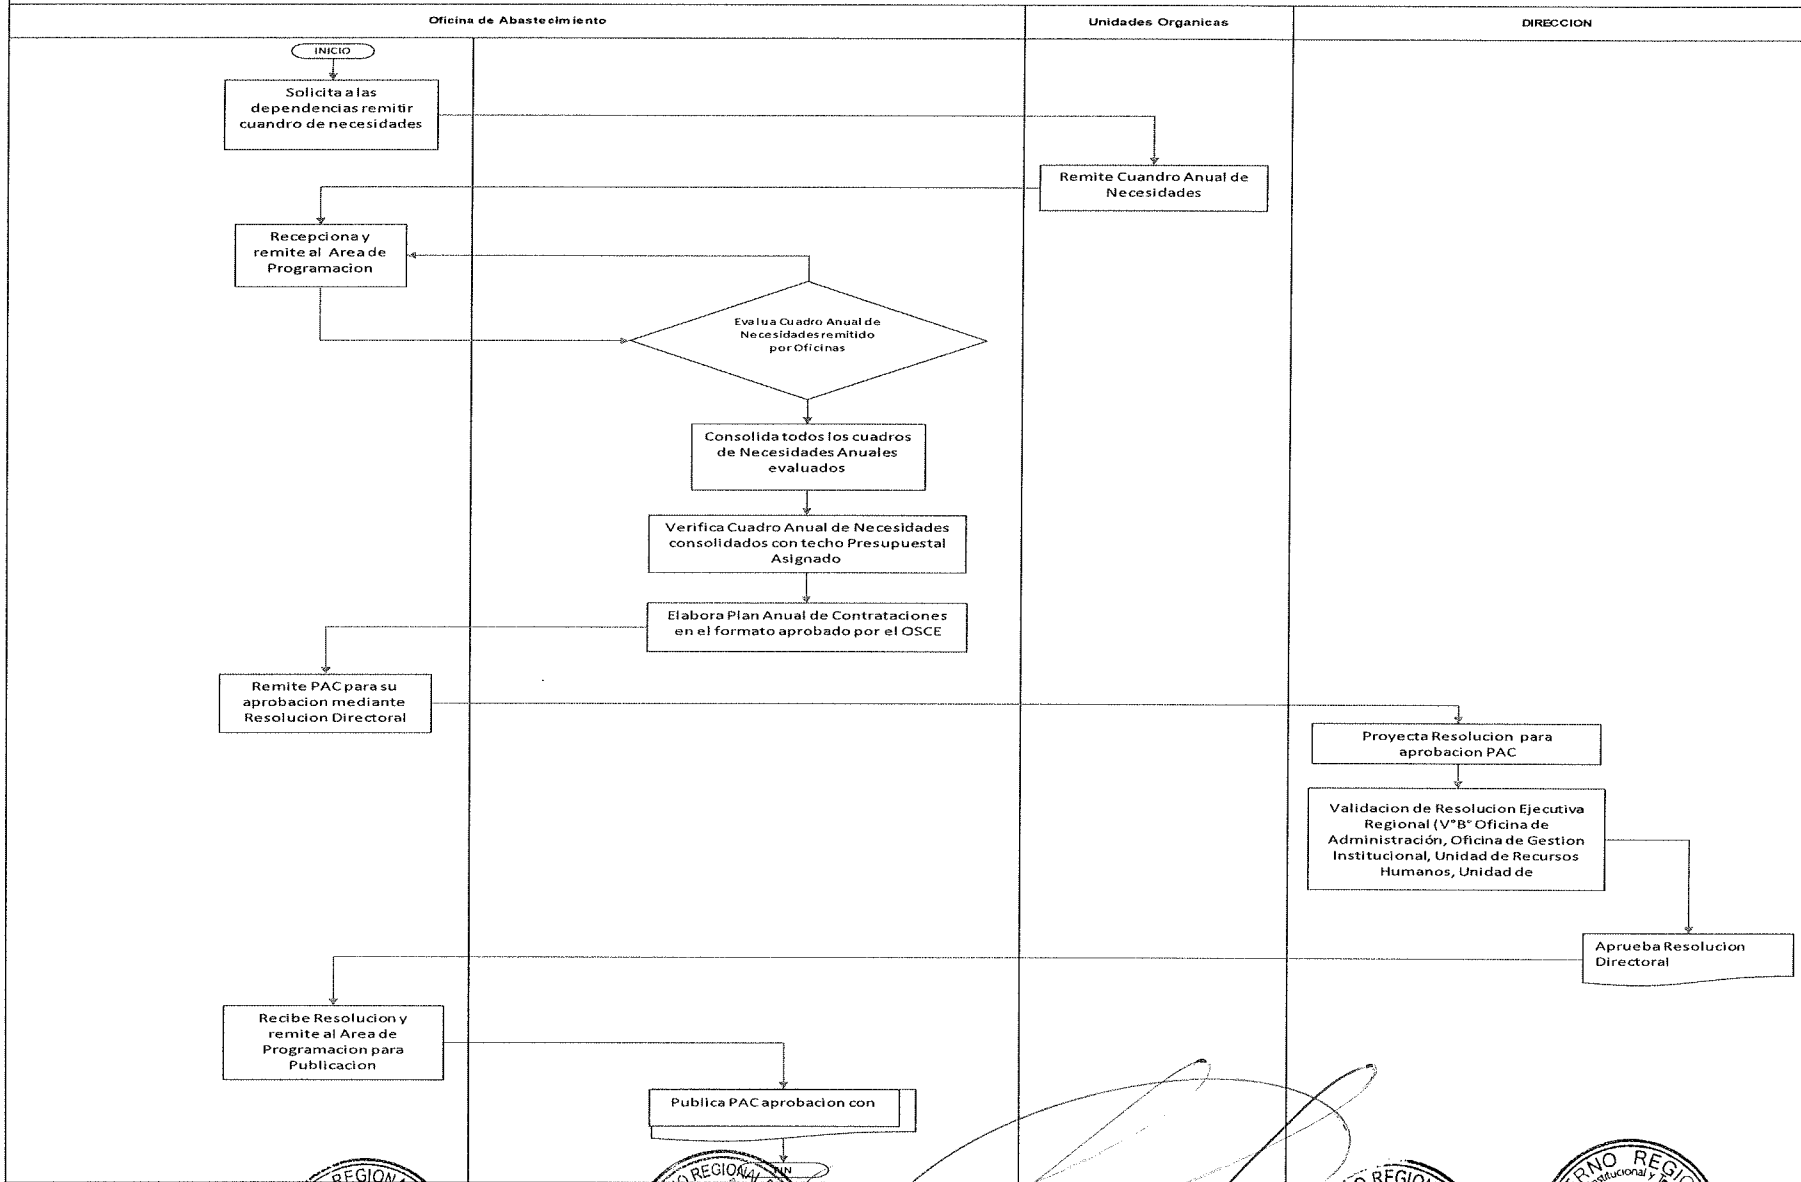 Oficina de Abastecimiento
Unidades Organicas
DIRECCION
INICIO
Solicita a las
dependencias remitir
cuandro de necesidades
Remite Cuandro Anual de
Necesidades
Recepciona y
remite al Area de
Programacion
Evalua Cuadro Anual de
Necesidades remitido
por Oficinas
Consolida todos los cuadros
de Necesidades Anuales
evaluados
Verifica Cuadro Anual de Necesidades
consolidados con techo Presupuestal
Asignado
Elabora Plan Anual de Contrataciones
en el formato aprobado por el OSCE
Remite PAC para su
aprobacion mediante
Resolucion Directoral
Proyecta Resolucion para
aprobacion PAC
Validacion de Resolucion Ejecutiva
Regional (V°B° Oficina de
Administración, Oficina de Gestion
Institucional, Unidad de Recursos
Humanos, Unidad de
Aprueba Resolucion
Directoral
Recibe Resolucion y
remite al Area de
Programacion para
Publicacion
Publica PAC aprobacion con
REGIONAL
REGIONAL